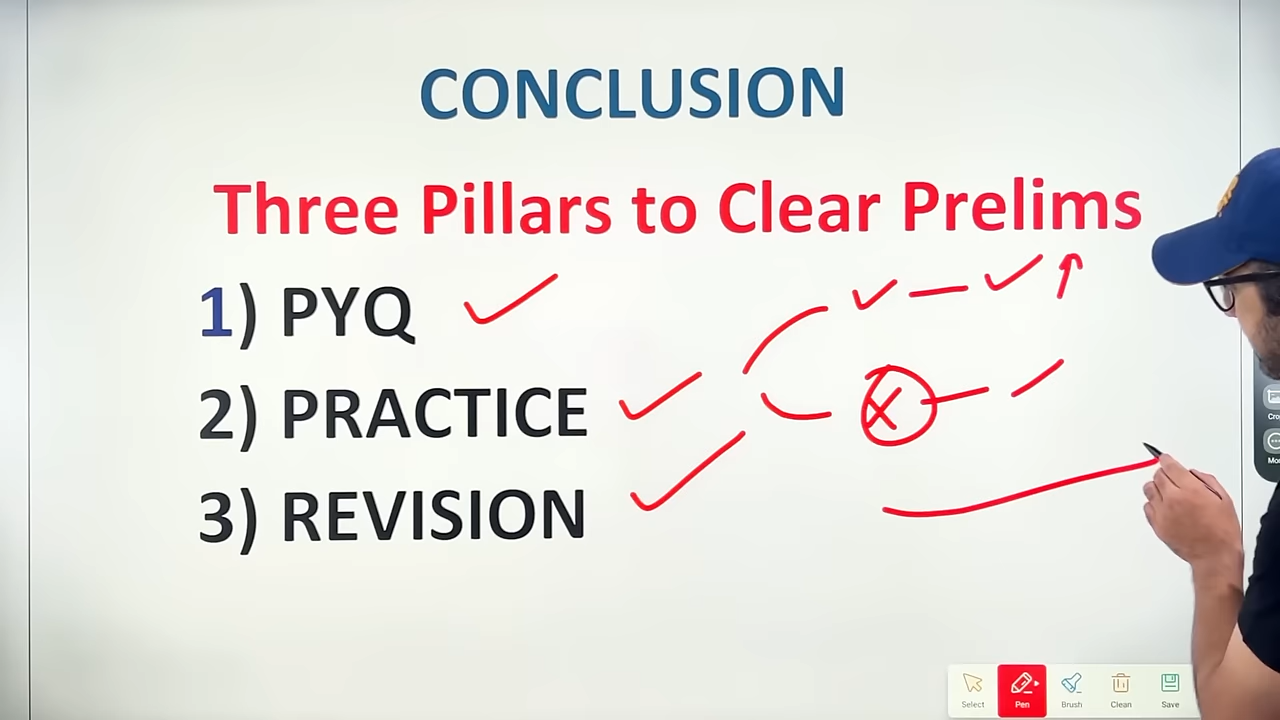 CONCLUSION
Three Pillars to Clear Prelims
1) PYQ
2) PRACTICE
3) REVISION
Select Pen Brush Clean Save